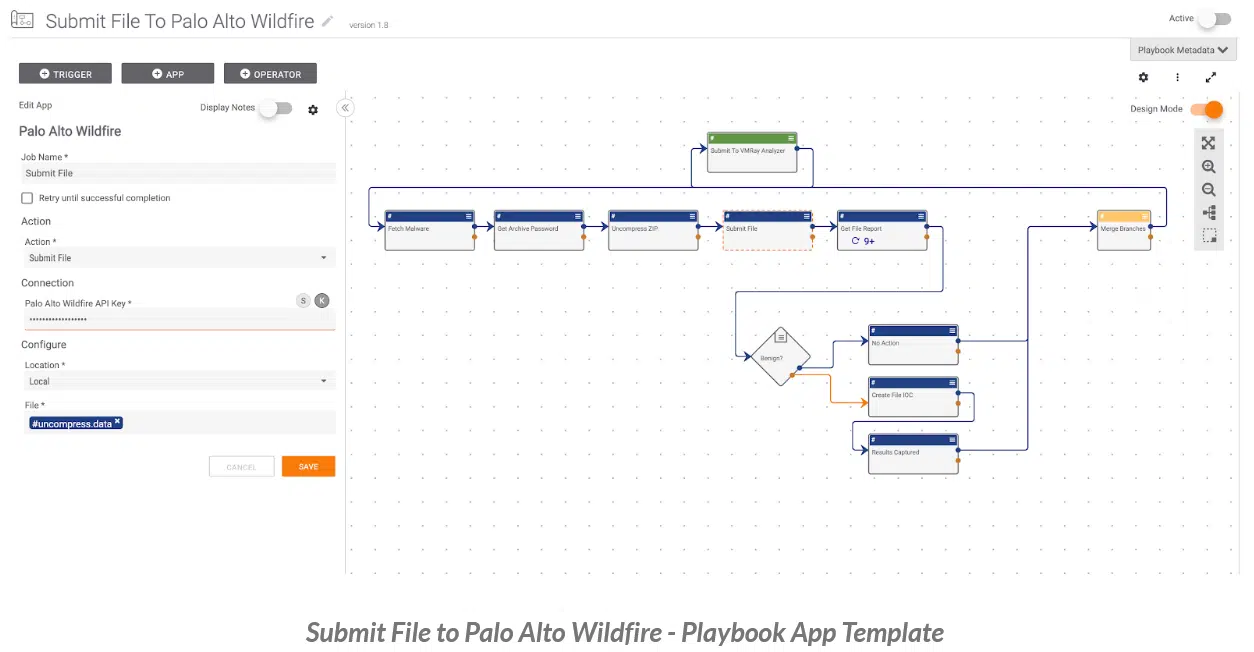 Submit File To Palo Alto Wildfire
version 1.8
Active
Playbook Metadata
TRIGGER
APP
OPERATOR
Edit App
Display Notes
Design Mode
Palo Alto Wildfire
Job Name *
Submit File
Retry until successful completion
Action
Action *
Submit File
Connection
Palo Alto Wildfire API Key *
S
K
******************
Configure
Location *
Local
File *
#uncompress.data x
CANCEL
SAVE
#
Submit To VMRay Analyzer
#
Fetch Malware
#
Get Archive Password
#
Uncompress ZIP
#
Submit File
#
Get File Report
9+
#
Merge Branches
Benign?
#
No Action
#
Create File IOC
#
Results Captured
Submit File to Palo Alto Wildfire - Playbook App Template